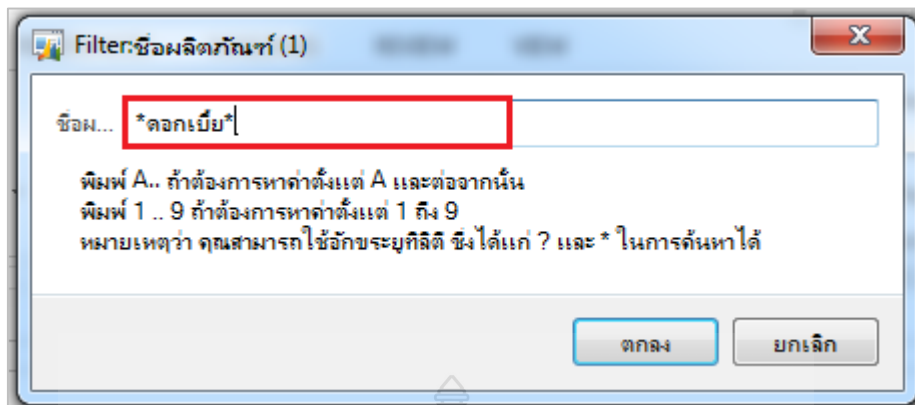 Filter:ชื่อผลิตภัณฑ์ (1)
ชื่อผ... *ดอกเบี้ย*
พิมพ์ A.. ถ้าต้องการหาค่าตั้งแต่ A และต่อจากนั้น
พิมพ์ 1 .. 9 ถ้าต้องการหาค่าตั้งแต่ 1 ถึง 9
หมายเหตุว่า คุณสามารถใช้อักขระยูทิลิตี ซึ่งได้แก่ ? และ * ในการค้นหาได้
ตกลง ยกเลิก